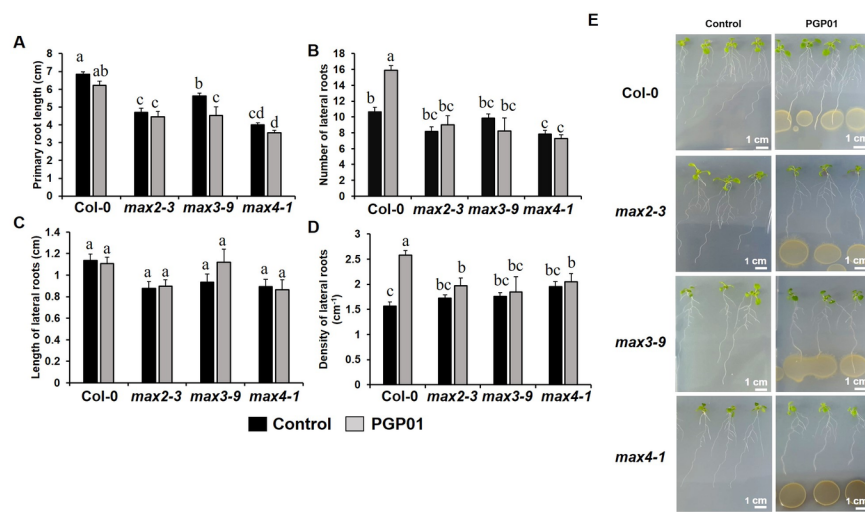 A
Primary root length (cm)
8
7
6
5
4
3
2
1
0
a
ab
c
c
b
c
cd
d
Col-0
max2-3
max3-9
max4-1
B
Number of lateral roots
18
16
14
12
10
8
6
4
2
0
b
a
bc
bc
bc
bc
c
c
Col-0
max2-3
max3-9
max4-1
C
Length of lateral roots (cm)
1.4
1.2
1
0.8
0.6
0.4
0.2
0
a
a
a
a
a
a
a
a
Col-0
max2-3
max3-9
max4-1
D
Density of lateral roots
(cm⁻¹)
3
2.5
2
1.5
1
0.5
0
c
a
bc
b
bc
bc
bc
b
Col-0
max2-3
max3-9
max4-1
Control
PGP01
E
Control
PGP01
Col-0
1 cm
1 cm
max2-3
1 cm
1 cm
max3-9
1 cm
1 cm
max4-1
1 cm
1 cm